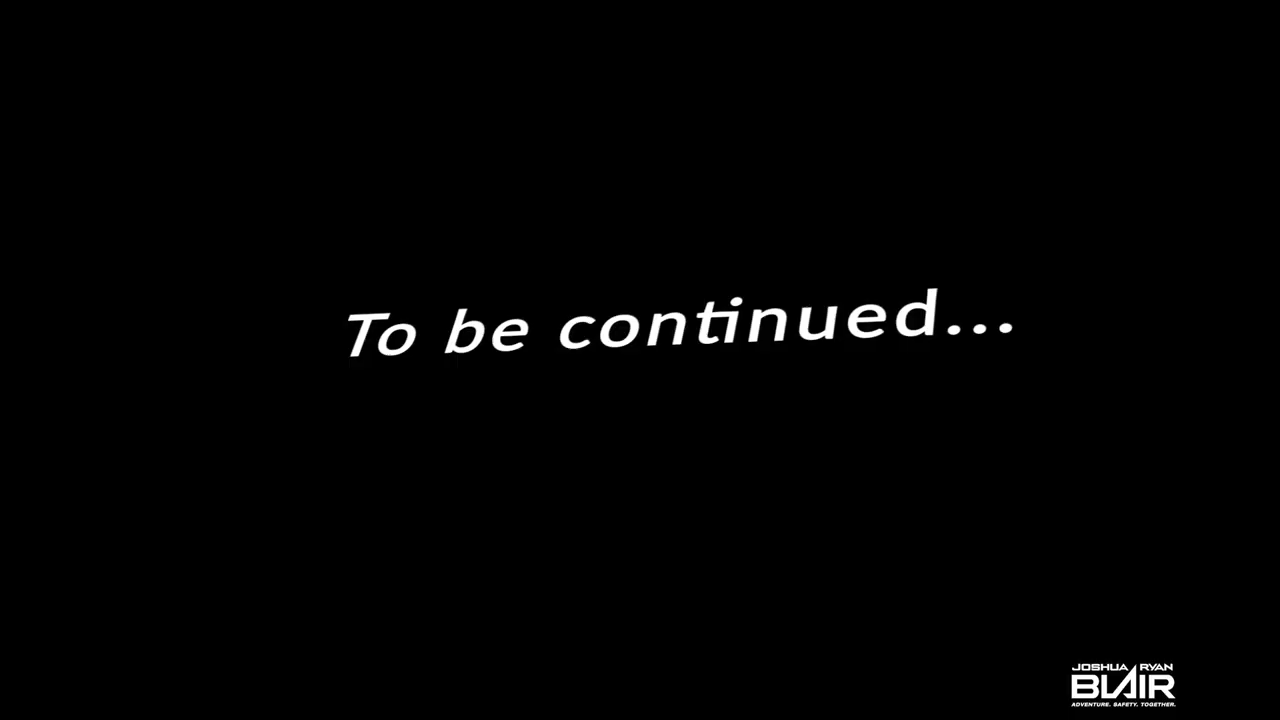 To be continued...
JOSHUA RYAN
BLAIR
ADVENTURE. SAFETY. TOGETHER.